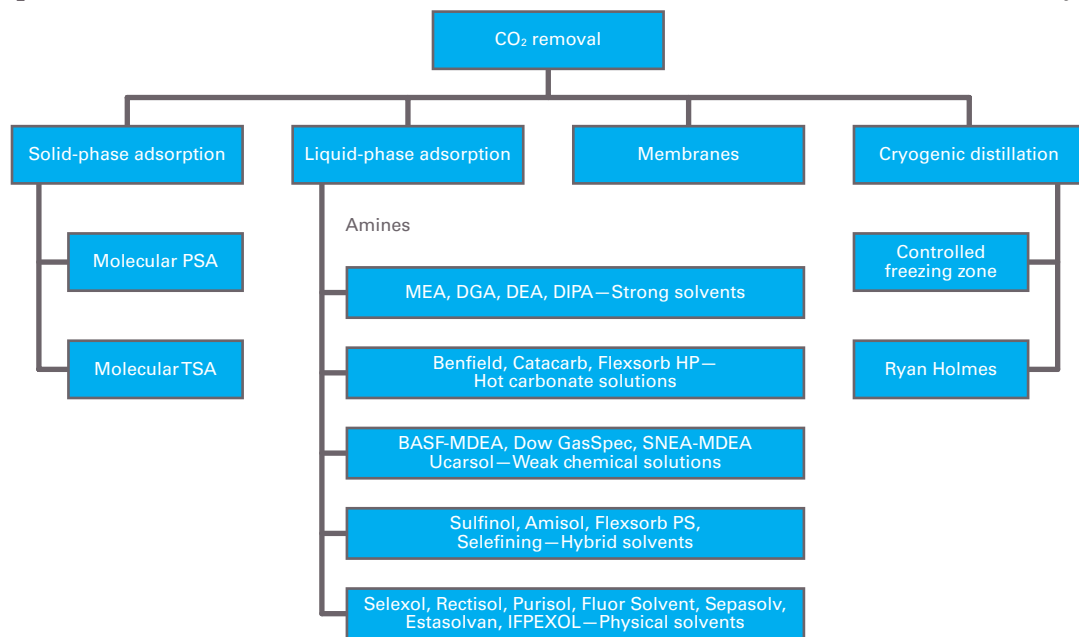 CO₂ removal
Solid-phase adsorption
Liquid-phase adsorption
Membranes
Cryogenic distillation
Molecular PSA
Molecular TSA
Amines
MEA, DGA, DEA, DIPA—Strong solvents
Benfield, Catacarb, Flexsorb HP—
Hot carbonate solutions
BASF-MDEA, Dow GasSpec, SNEA-MDEA
Ucarsol—Weak chemical solutions
Sulfinol, Amisol, Flexsorb PS,
Selefining—Hybrid solvents
Selexol, Rectisol, Purisol, Fluor Solvent, Sepasolv,
Estasolvan, IFPEXOL—Physical solvents
Controlled
freezing zone
Ryan Holmes